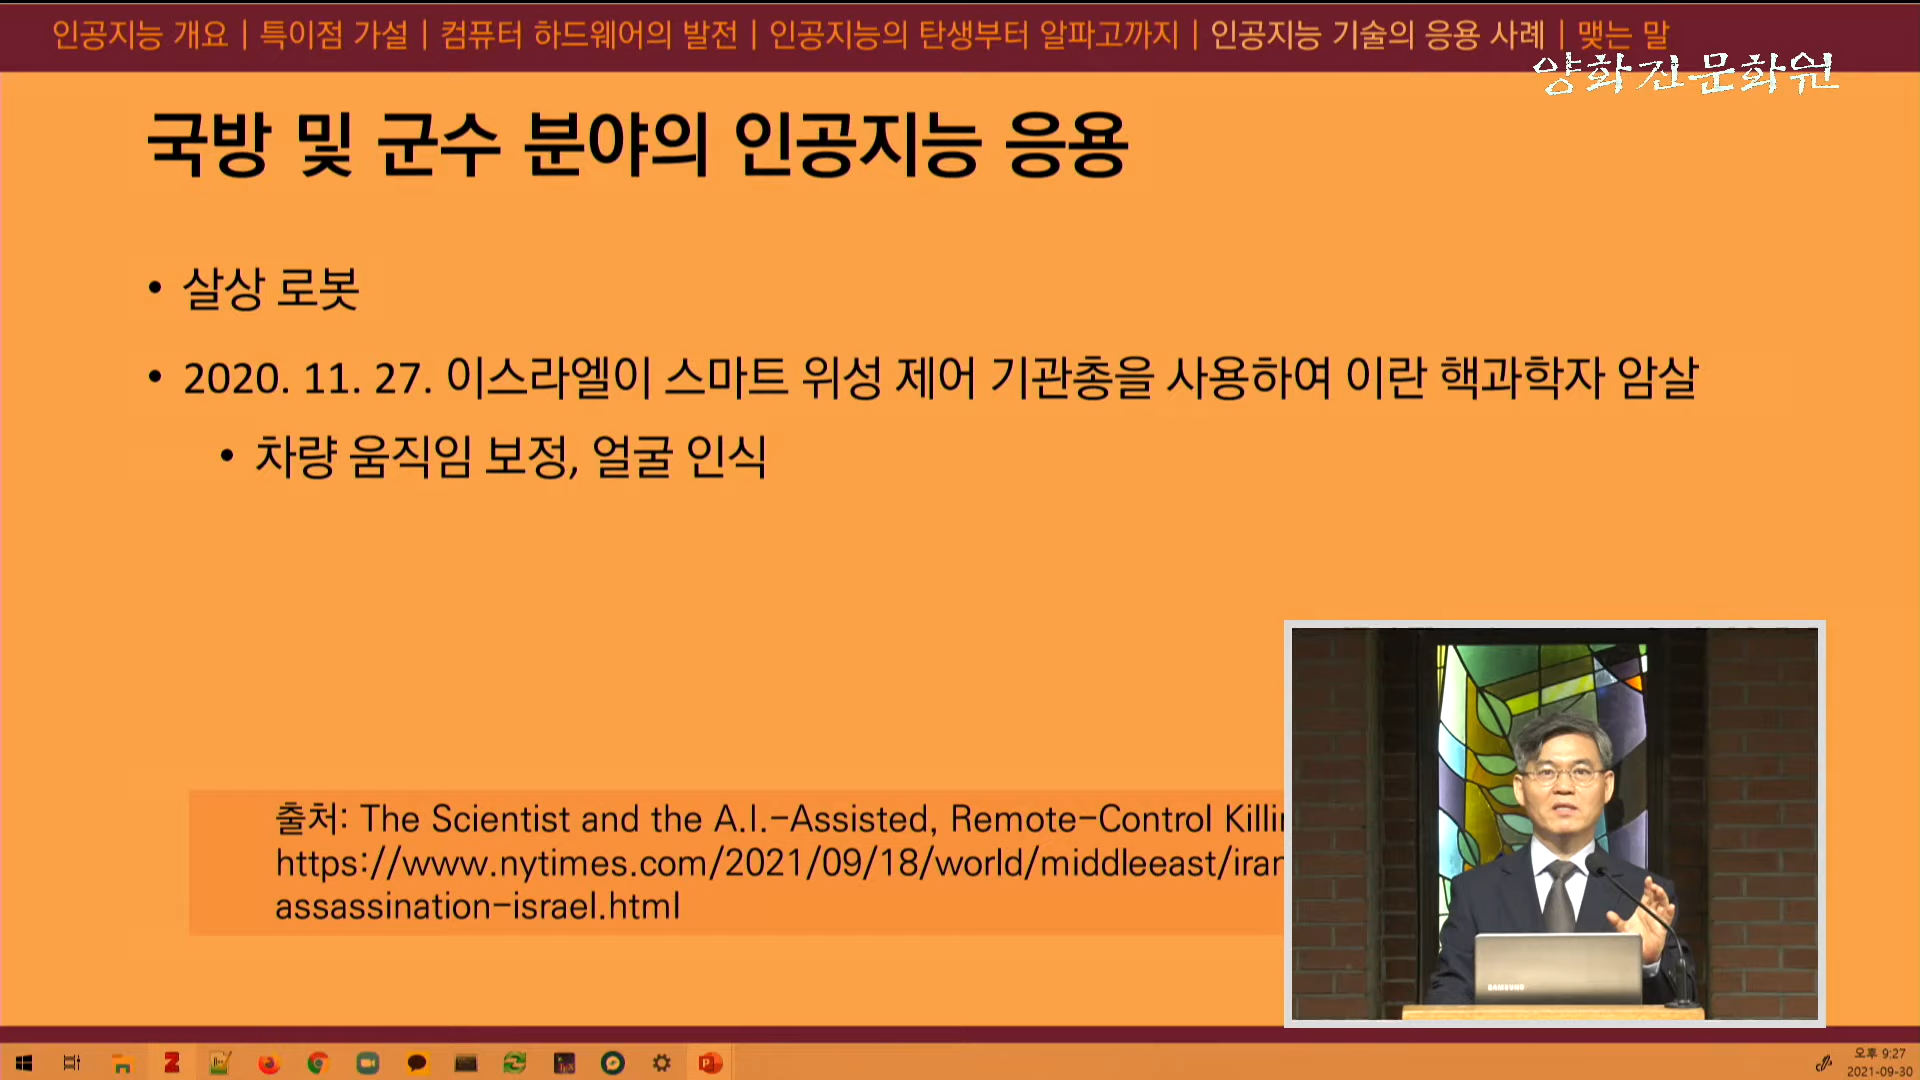 인공지능 개요 | 특이점 가설 | 컴퓨터 하드웨어의 발전 | 인공지능의 탄생부터 알파고까지 | 인공지능 기술의 응용 사례 | 맺는 말
양화진문화원
국방 및 군수 분야의 인공지능 응용
• 살상 로봇
• 2020. 11. 27. 이스라엘이 스마트 위성 제어 기관총을 사용하여 이란 핵과학자 암살
• 차량 움직임 보정, 얼굴 인식
출처: The Scientist and the A.I.-Assisted, Remote-Control
https://www.nytimes.com/2021/09/18/world/middleeast/iran
assassination-israel.html
SAMSUNG
오후 9:27
2021-09-30